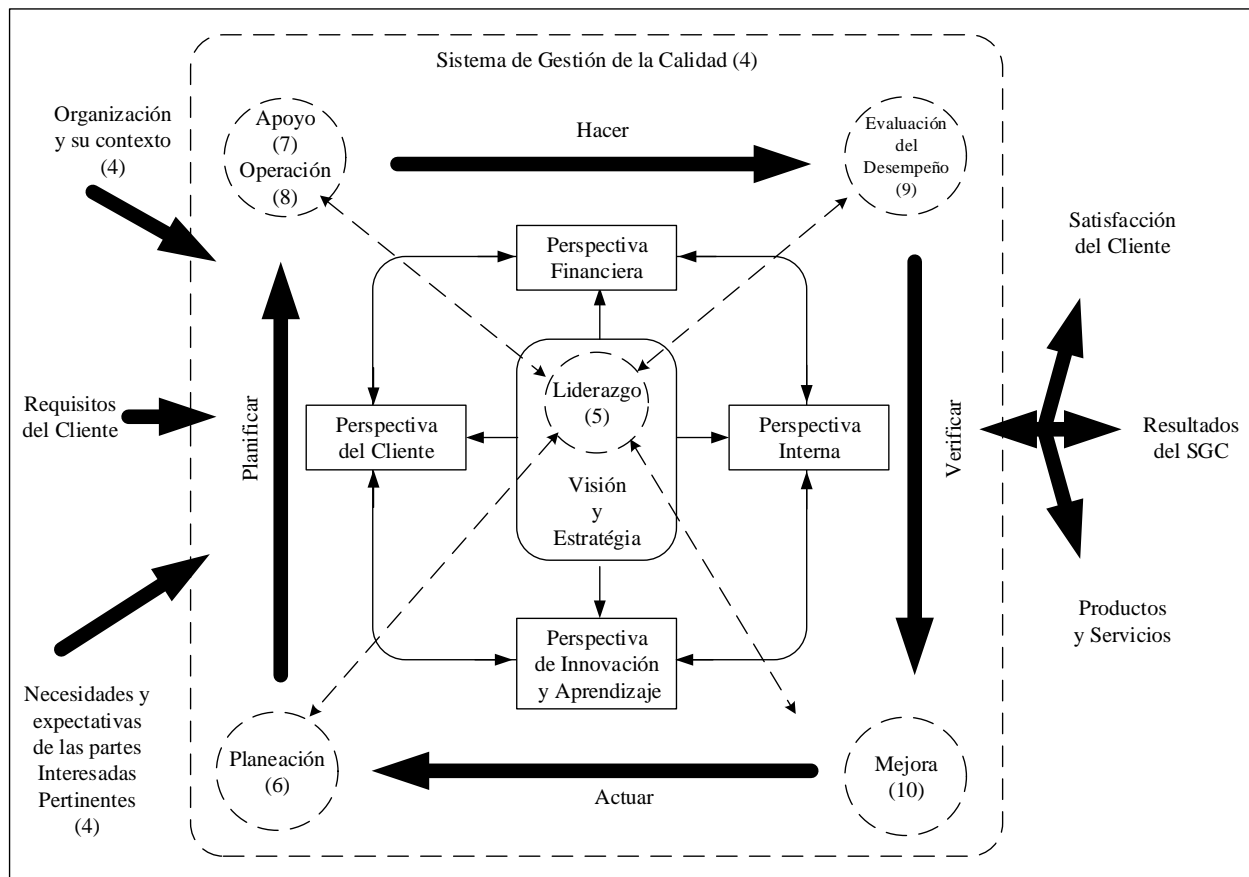 Sistema de Gestión de la Calidad (4)
Organización
y su contexto
(4)
Apoyo
(7)
Operación
(8)
Hacer
Evaluación
del
Desempeño
(9)
Satisfacción
del Cliente
Perspectiva
Financiera
Requisitos
del Cliente
Planificar
Perspectiva
del Cliente
Liderazgo
(5)
Visión
y
Estratégia
Perspectiva
Interna
Verificar
Resultados
del SGC
Necesidades y
expectativas
de las partes
Interesadas
Pertinentes
(4)
Perspectiva
de Innovación
y Aprendizaje
Productos
y Servicios
Planeación
(6)
Actuar
Mejora
(10)